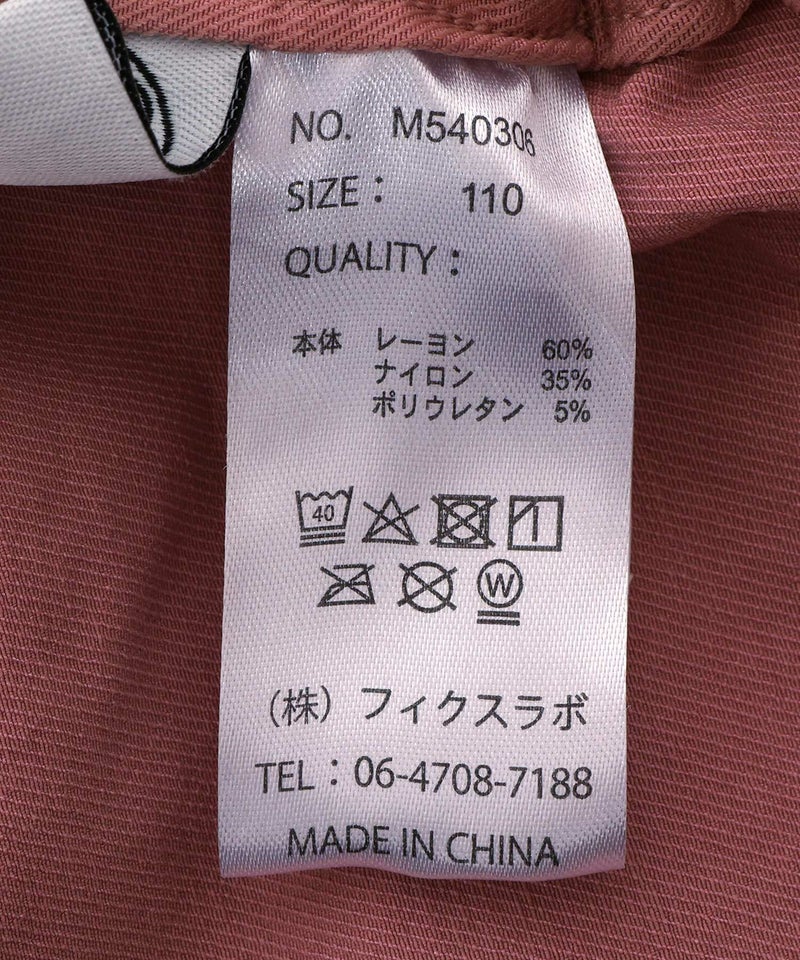 NO. M540306
SIZE： 110
QUALITY：
本体 レーヨン 60%
ナイロン 35%
ポリウレタン 5%
40
W
(株) フィクスラボ
TEL：06-4708-7188
MADE IN CHINA